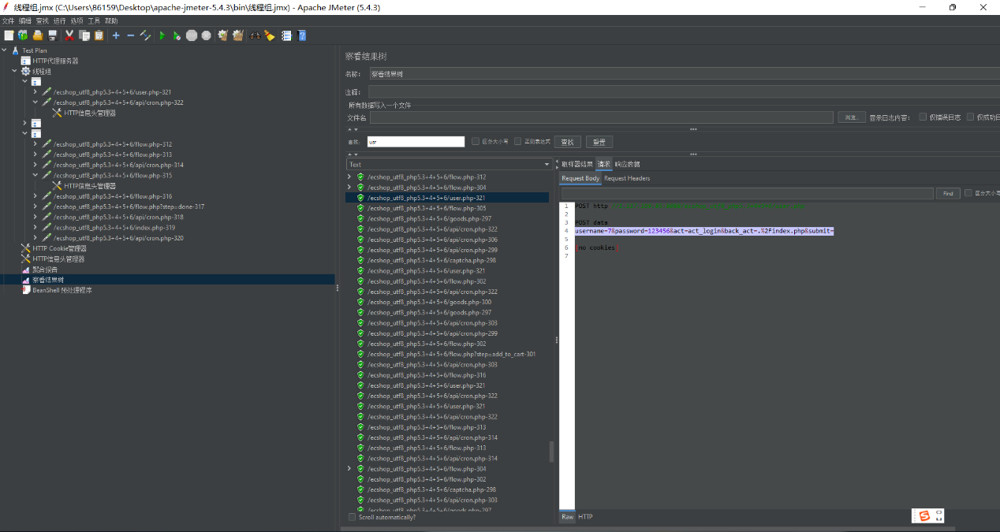 线程组.jmx (C:\Users\86159\Desktop\apache-jmeter-5.4.3\bin\线程组.jmx) - Apache JMeter (5.4.3)
文件 编辑 查找 运行 选项 工具 帮助
Test Plan
HTTP代理服务器
线程组
/ecshop_utf8_php5.3+4+5+6/user.php-321
/ecshop_utf8_php5.3+4+5+6/api/cron.php-322
HTTP信息头管理器
/ecshop_utf8_php5.3+4+5+6/flow.php-312
/ecshop_utf8_php5.3+4+5+6/flow.php-313
/ecshop_utf8_php5.3+4+5+6/api/cron.php-314
/ecshop_utf8_php5.3+4+5+6/flow.php-315
HTTP信息头管理器
/ecshop_utf8_php5.3+4+5+6/flow.php-316
/ecshop_utf8_php5.3+4+5+6/flow.php?step=done-317
/ecshop_utf8_php5.3+4+5+6/api/cron.php-318
/ecshop_utf8_php5.3+4+5+6/index.php-319
/ecshop_utf8_php5.3+4+5+6/api/cron.php-320
HTTP Cookie管理器
HTTP信息头管理器
聚合报告
察看结果树
BeanShell 预处理程序
察看结果树
名称： 察看结果树
注释：
所有数据写入一个文件
文件名 浏览... 显示日志内容： 仅错误日志 仅成功日
查找: usr 区分大小写 正则表达式 查找 重置
Text
/ecshop_utf8_php5.3+4+5+6/flow.php-312
/ecshop_utf8_php5.3+4+5+6/flow.php-304
/ecshop_utf8_php5.3+4+5+6/user.php-321
/ecshop_utf8_php5.3+4+5+6/flow.php-305
/ecshop_utf8_php5.3+4+5+6/goods.php-297
/ecshop_utf8_php5.3+4+5+6/api/cron.php-322
/ecshop_utf8_php5.3+4+5+6/api/cron.php-306
/ecshop_utf8_php5.3+4+5+6/api/cron.php-299
/ecshop_utf8_php5.3+4+5+6/captcha.php-298
/ecshop_utf8_php5.3+4+5+6/user.php-321
/ecshop_utf8_php5.3+4+5+6/flow.php-302
/ecshop_utf8_php5.3+4+5+6/api/cron.php-322
/ecshop_utf8_php5.3+4+5+6/goods.php-300
/ecshop_utf8_php5.3+4+5+6/goods.php-297
/ecshop_utf8_php5.3+4+5+6/api/cron.php-303
/ecshop_utf8_php5.3+4+5+6/api/cron.php-299
/ecshop_utf8_php5.3+4+5+6/flow.php-302
/ecshop_utf8_php5.3+4+5+6/flow.php?step=add_to_cart-301
/ecshop_utf8_php5.3+4+5+6/api/cron.php-303
/ecshop_utf8_php5.3+4+5+6/flow.php-316
/ecshop_utf8_php5.3+4+5+6/user.php-321
/ecshop_utf8_php5.3+4+5+6/api/cron.php-322
/ecshop_utf8_php5.3+4+5+6/user.php-321
/ecshop_utf8_php5.3+4+5+6/api/cron.php-322
/ecshop_utf8_php5.3+4+5+6/flow.php-313
/ecshop_utf8_php5.3+4+5+6/api/cron.php-314
/ecshop_utf8_php5.3+4+5+6/flow.php-313
/ecshop_utf8_php5.3+4+5+6/api/cron.php-314
/ecshop_utf8_php5.3+4+5+6/flow.php-304
/ecshop_utf8_php5.3+4+5+6/flow.php-302
/ecshop_utf8_php5.3+4+5+6/captcha.php-298
/ecshop_utf8_php5.3+4+5+6/api/cron.php-303
/ecshop_utf8_php5.3+4+5+6/goods.php-297
Scroll automatically?
取样器结果 请求 响应数据
Request Body Request Headers
Find 区分大小写
1 POST http
2
3 POST data
4 username=7&password=123456&act=act_login&back_act=.%2Findex.php&submit=
5
6 [no cookies]
7
Raw HTTP